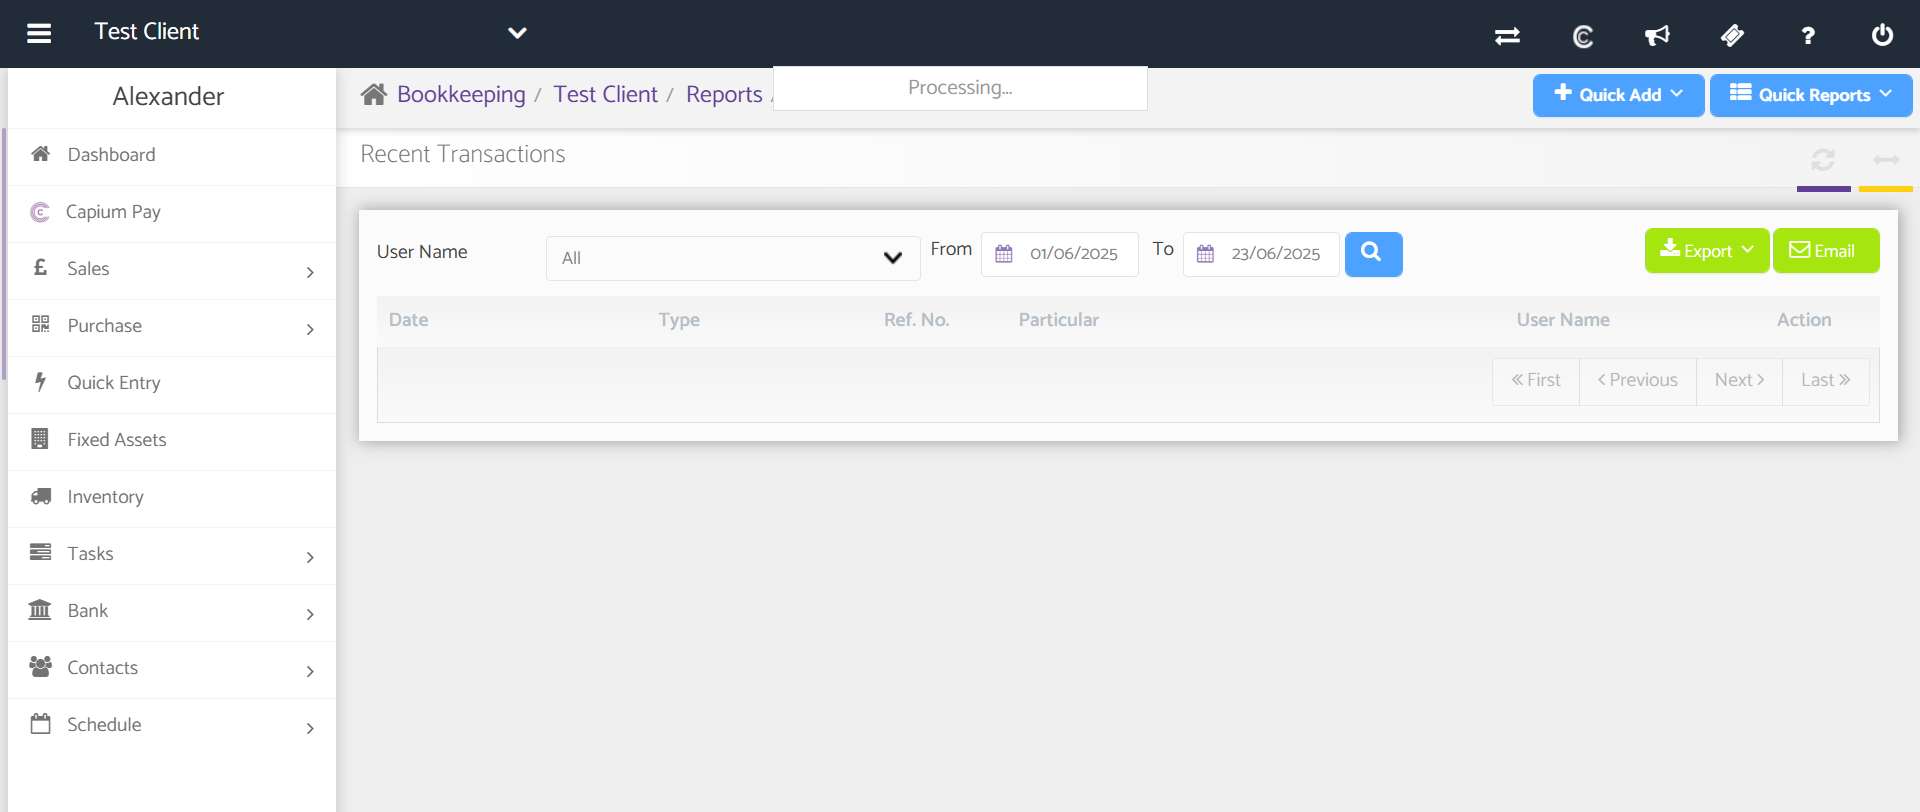 Test Client
Alexander
Bookkeeping / Test Client / Reports /
Processing...
Quick Add
Quick Reports
Recent Transactions
Dashboard
Capium Pay
Sales
Purchase
Quick Entry
Fixed Assets
Inventory
Tasks
Bank
Contacts
Schedule
User Name
All
From
01/06/2025
To
23/06/2025
Export
Email
Date Type Ref. No. Particular User Name Action
« First ‹ Previous Next › Last »